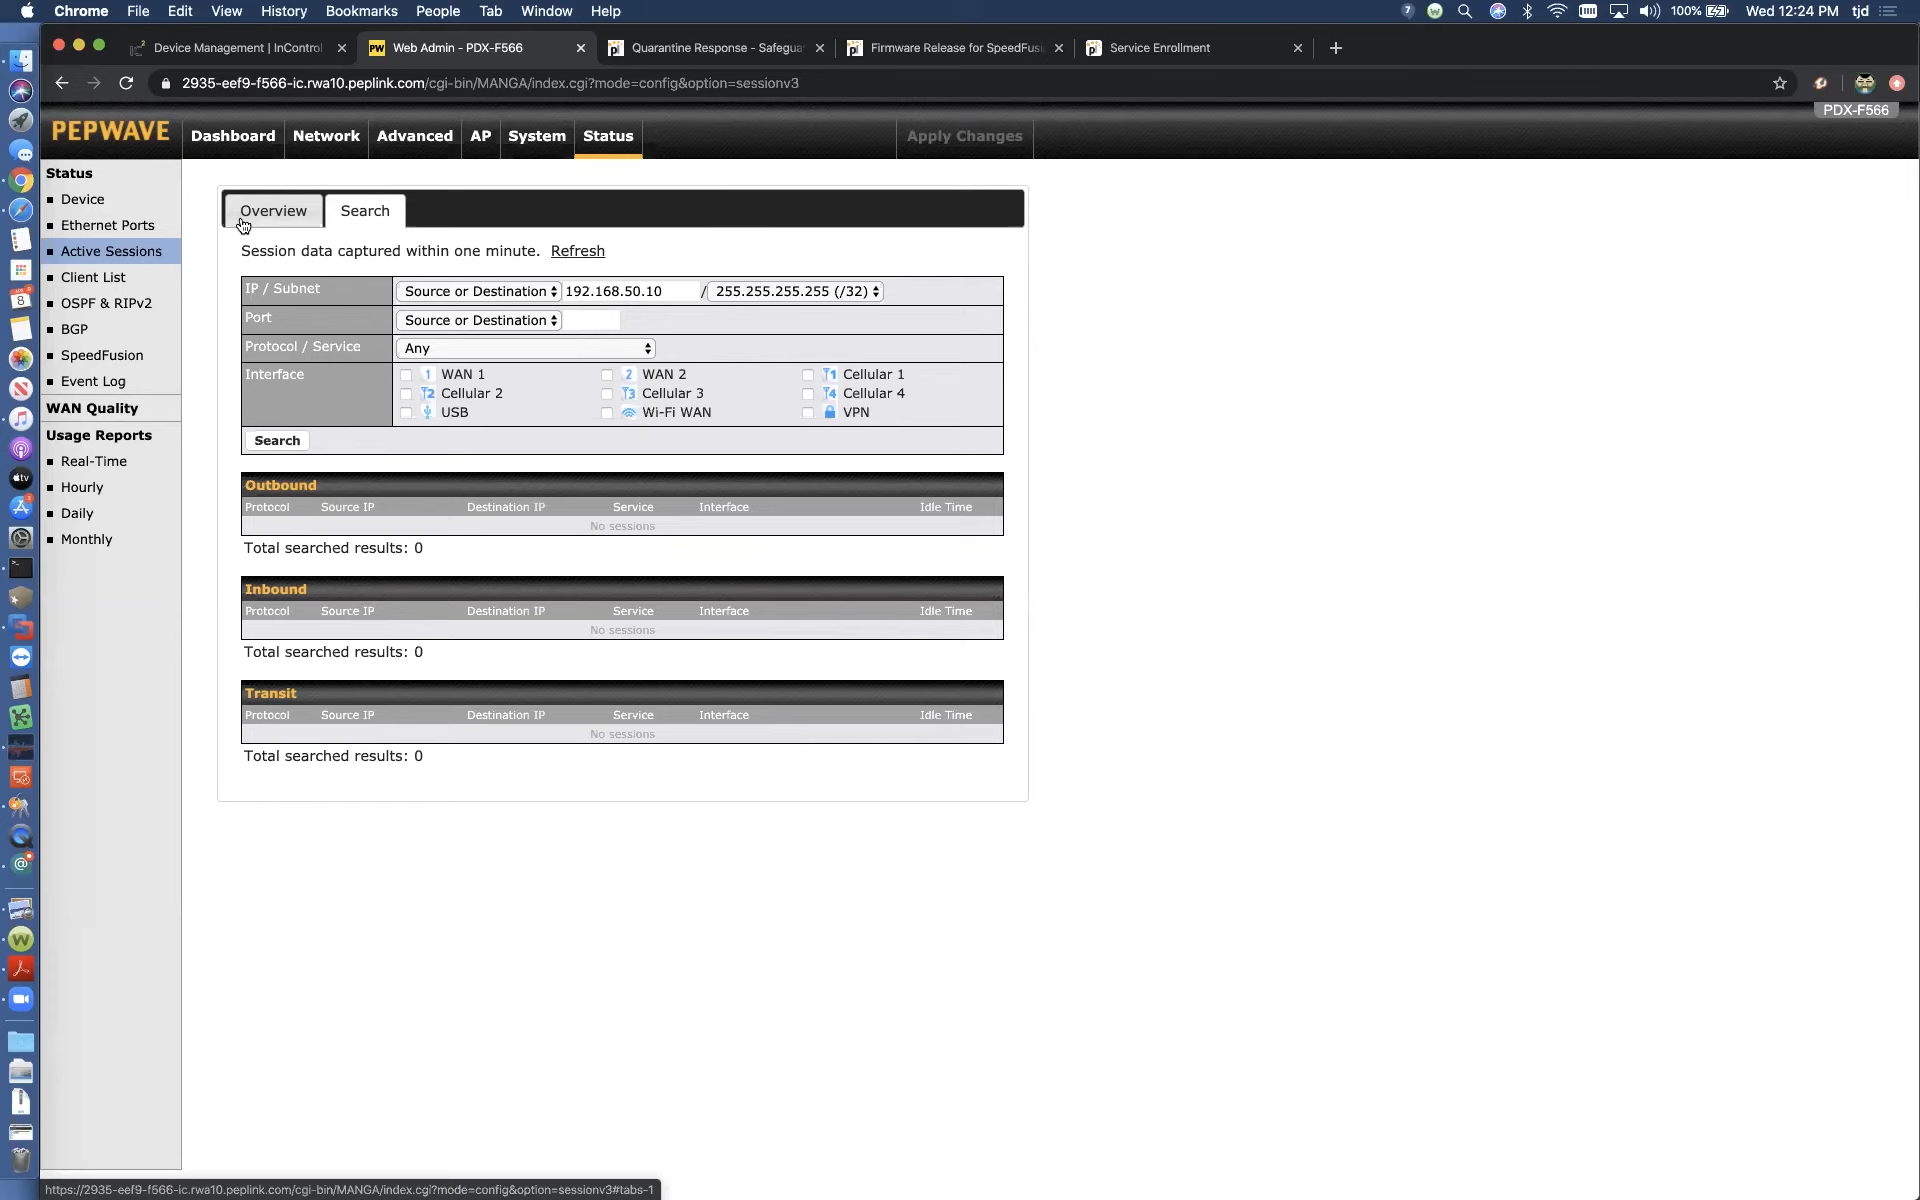 Chrome File Edit View History Bookmarks People Tab Window Help
7 100% Wed 12:24 PM tjd
Device Management | InControl
Web Admin - PDX-F566
Quarantine Response - Safegua
Firmware Release for SpeedFusi
Service Enrollment
2935-eef9-f566-ic.rwa10.peplink.com/cgi-bin/MANGA/index.cgi?mode=config&option=sessionv3
PDX-F566
PEPWAVE
Dashboard Network Advanced AP System Status Apply Changes
Status
Device
Ethernet Ports
Active Sessions
Client List
OSPF & RIPv2
BGP
SpeedFusion
Event Log
WAN Quality
Usage Reports
Real-Time
Hourly
Daily
Monthly
Overview Search
Session data captured within one minute. Refresh
IP / Subnet Source or Destination 192.168.50.10 / 255.255.255.255 (/32)
Port Source or Destination
Protocol / Service Any
Interface 1 WAN 1 2 WAN 2 1 Cellular 1
2 Cellular 2 3 Cellular 3 4 Cellular 4
USB Wi-Fi WAN VPN
Search
Outbound
Protocol Source IP Destination IP Service Interface Idle Time
No sessions
Total searched results: 0
Inbound
Protocol Source IP Destination IP Service Interface Idle Time
No sessions
Total searched results: 0
Transit
Protocol Source IP Destination IP Service Interface Idle Time
No sessions
Total searched results: 0
https://2935-eef9-f566-ic.rwa10.peplink.com/cgi-bin/MANGA/index.cgi?mode=config&option=sessionv3#tabs-1